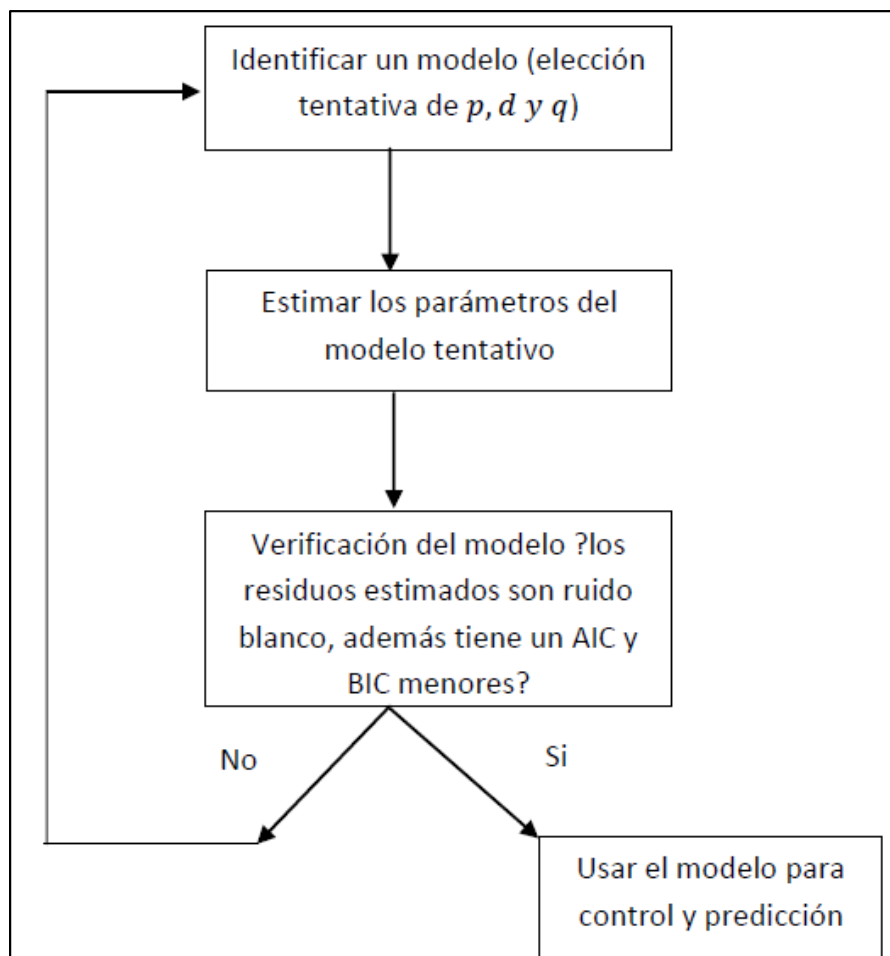 Identificar un modelo (elección
tentativa de p, d y q)
Estimar los parámetros del
modelo tentativo
Verificación del modelo ?los
residuos estimados son ruido
blanco, además tiene un AIC y
BIC menores?
No
Si
Usar el modelo para
control y predicción